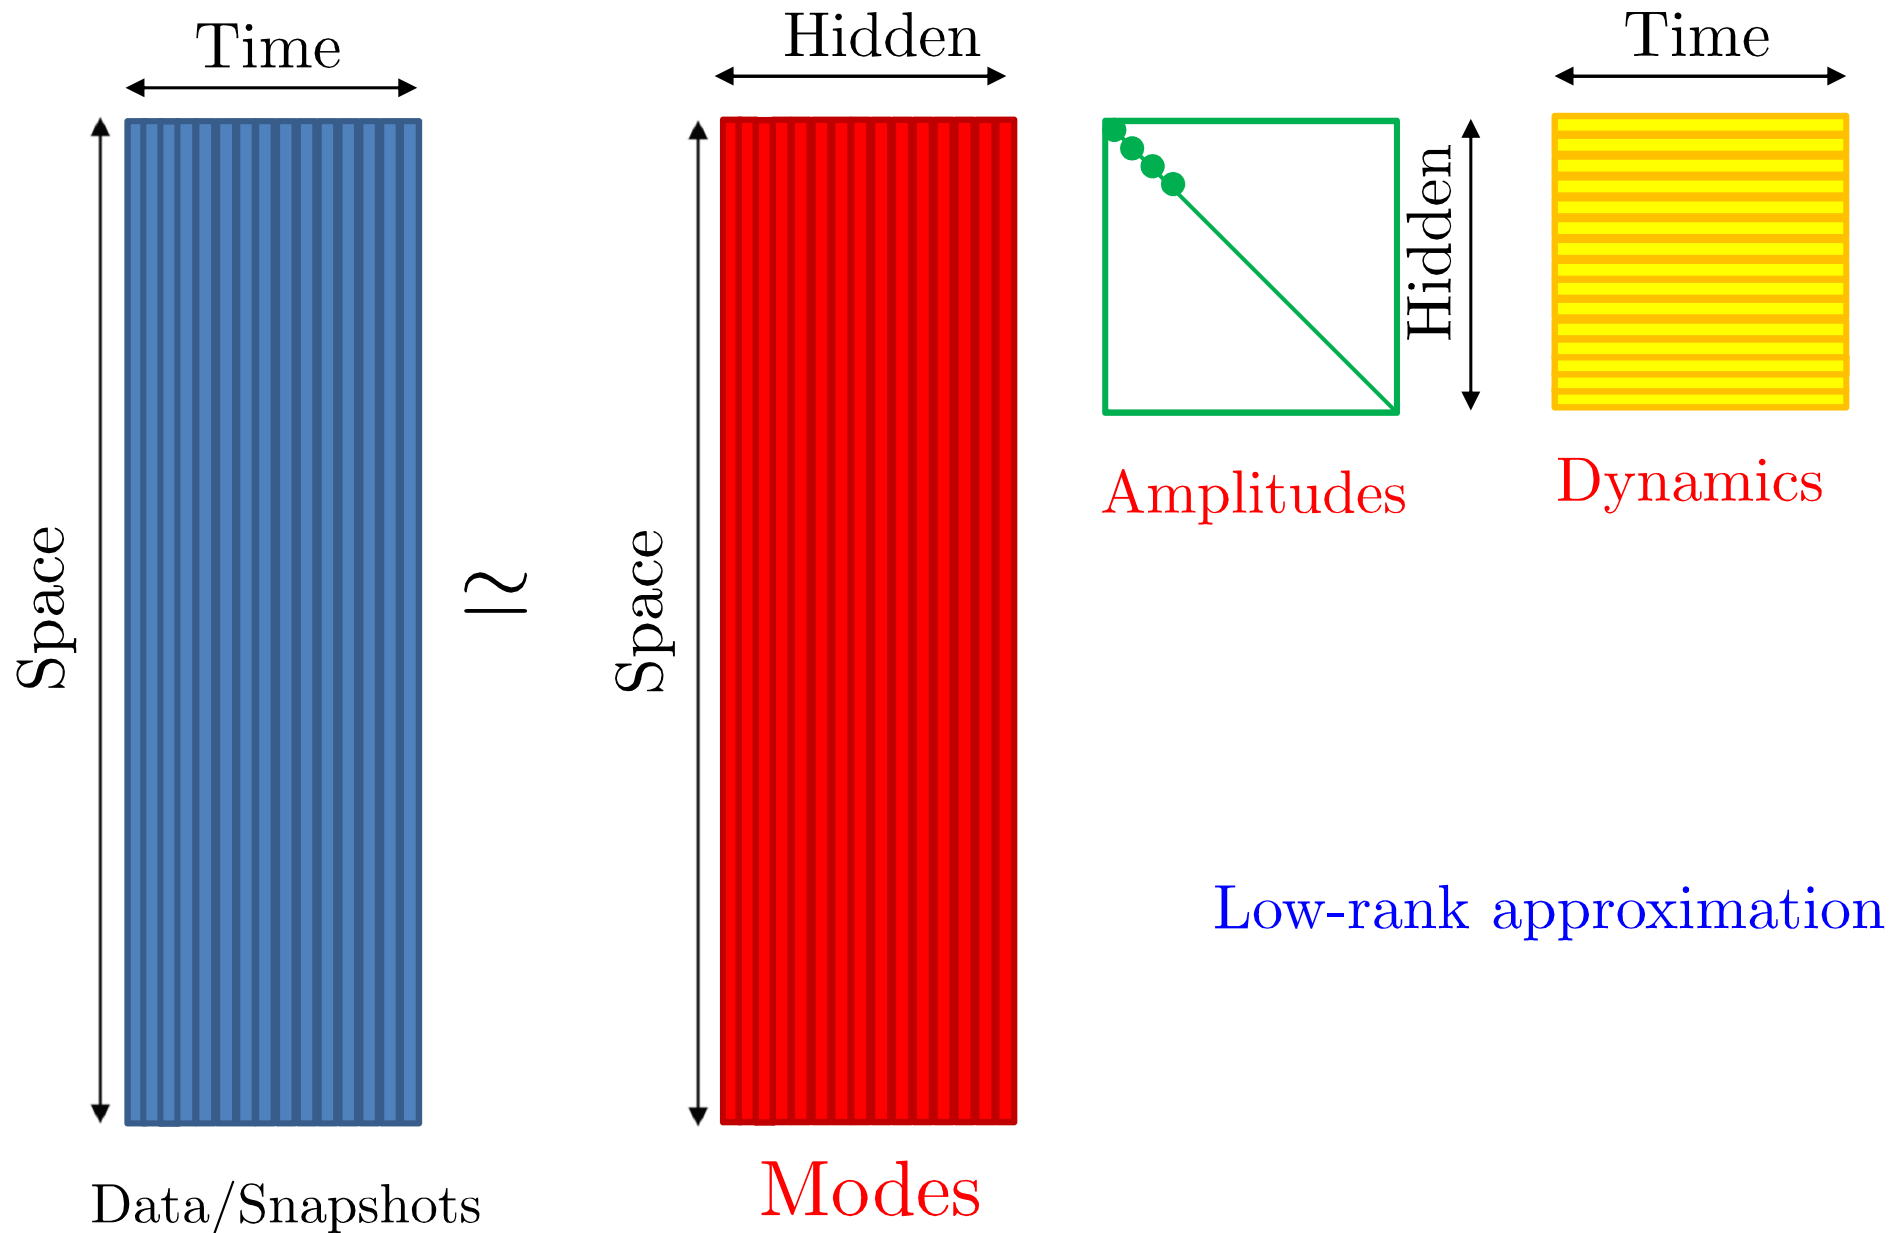 Time
Hidden
Time
Space
≃
Space
Hidden
Amplitudes
Dynamics
Low-rank approximation
Data/Snapshots
Modes